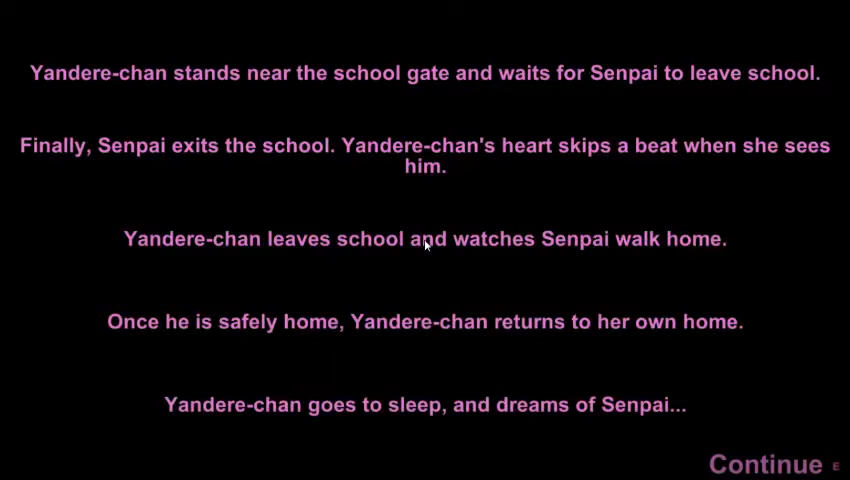 Yandere-chan stands near the school gate and waits for Senpai to leave school.
Finally, Senpai exits the school. Yandere-chan's heart skips a beat when she sees
him.
Yandere-chan leaves school and watches Senpai walk home.
Once he is safely home, Yandere-chan returns to her own home.
Yandere-chan goes to sleep, and dreams of Senpai...
Continue E